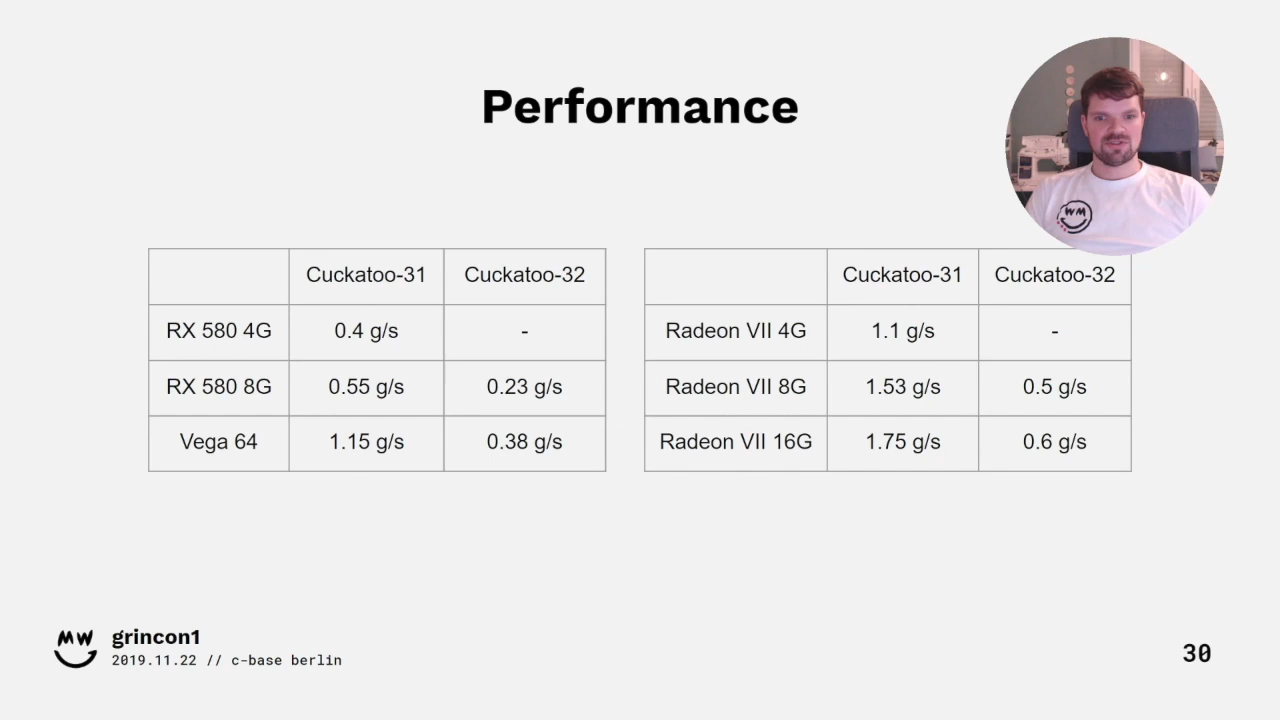 Performance
WM
Cuckatoo-31 Cuckatoo-32
RX 580 4G 0.4 g/s -
RX 580 8G 0.55 g/s 0.23 g/s
Vega 64 1.15 g/s 0.38 g/s
Cuckatoo-31 Cuckatoo-32
Radeon VII 4G 1.1 g/s -
Radeon VII 8G 1.53 g/s 0.5 g/s
Radeon VII 16G 1.75 g/s 0.6 g/s
MW
grincon1
2019.11.22 // c-base berlin
30